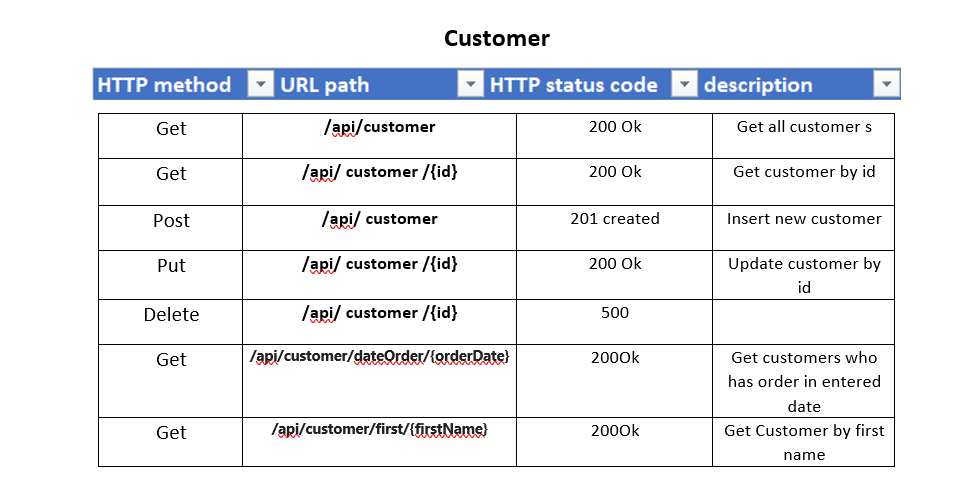 Customer
HTTP method URL path HTTP status code description
Get /api/customer 200 Ok Get all customer s
Get /api/ customer /{id} 200 Ok Get customer by id
Post /api/ customer 201 created Insert new customer
Put /api/ customer /{id} 200 Ok Update customer by
id
Delete /api/ customer /{id} 500
Get /api/customer/dateOrder/{orderDate} 200Ok Get customers who
has order in entered
date
Get /api/customer/first/{firstName} 200Ok Get Customer by first
name